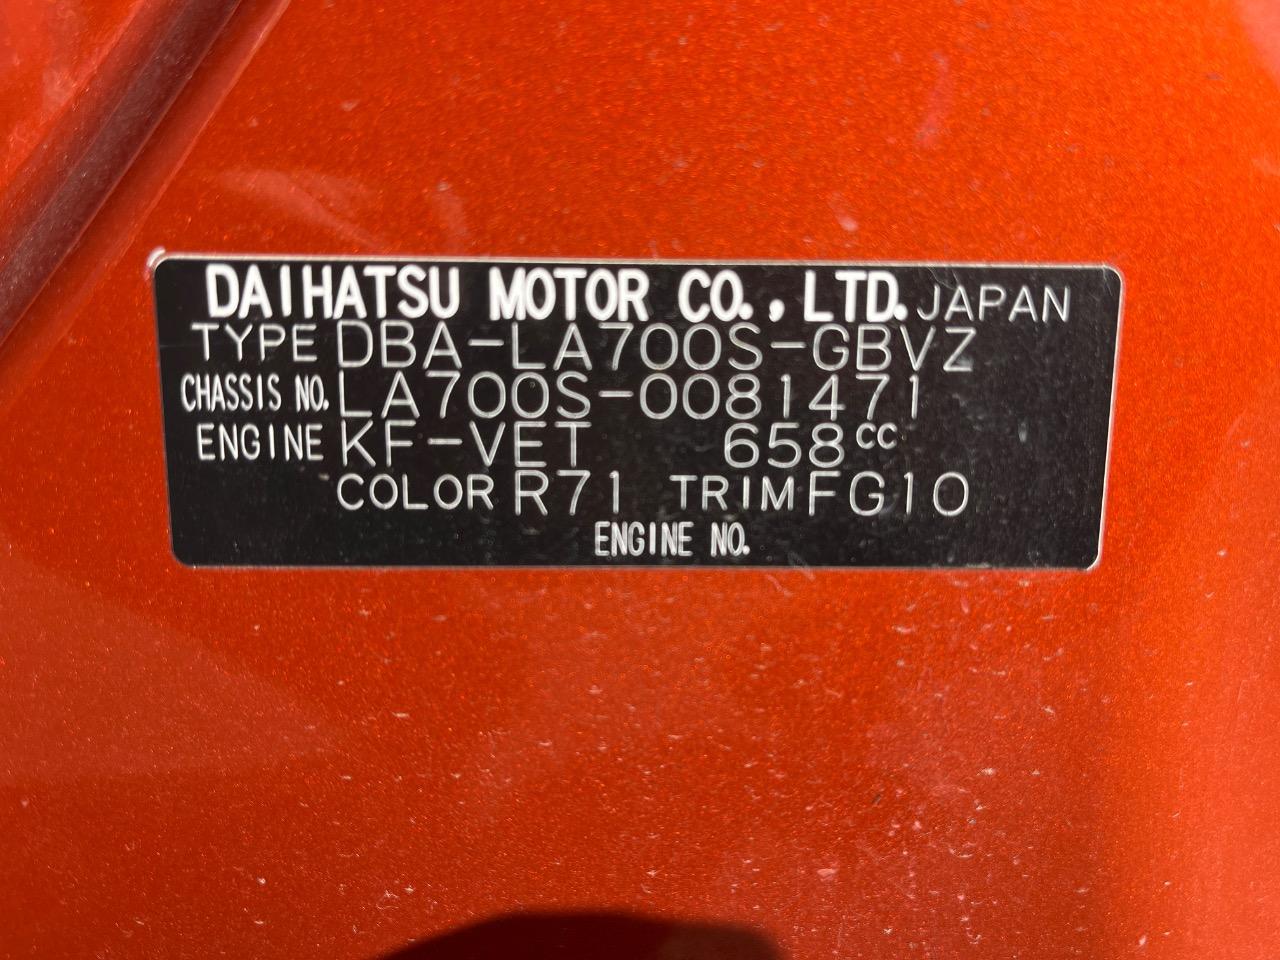 DAIHATSU MOTOR CO., LTD. JAPAN
TYPE DBA-LA700S-GBVZ
CHASSIS NO. LA700S-0081471
ENGINE KF-VET 658cc
COLOR R71 TRIM FG10
ENGINE NO.